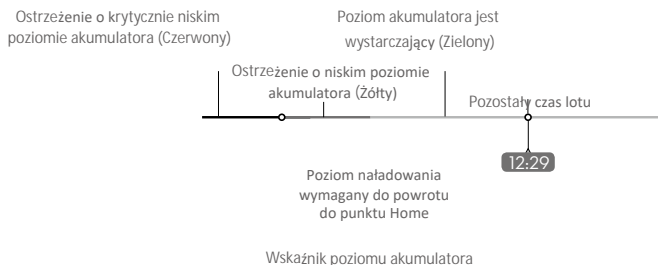 Ostrzeżenie o krytycznie niskim
poziomie akumulatora (Czerwony)
Poziom akumulatora jest
wystarczający (Zielony)
Ostrzeżenie o niskim poziomie
akumulatora (Żółty)
Pozostały czas lotu
12:29
Poziom naładowania
wymagany do powrotu
do punktu Home
Wskaźnik poziomu akumulatora